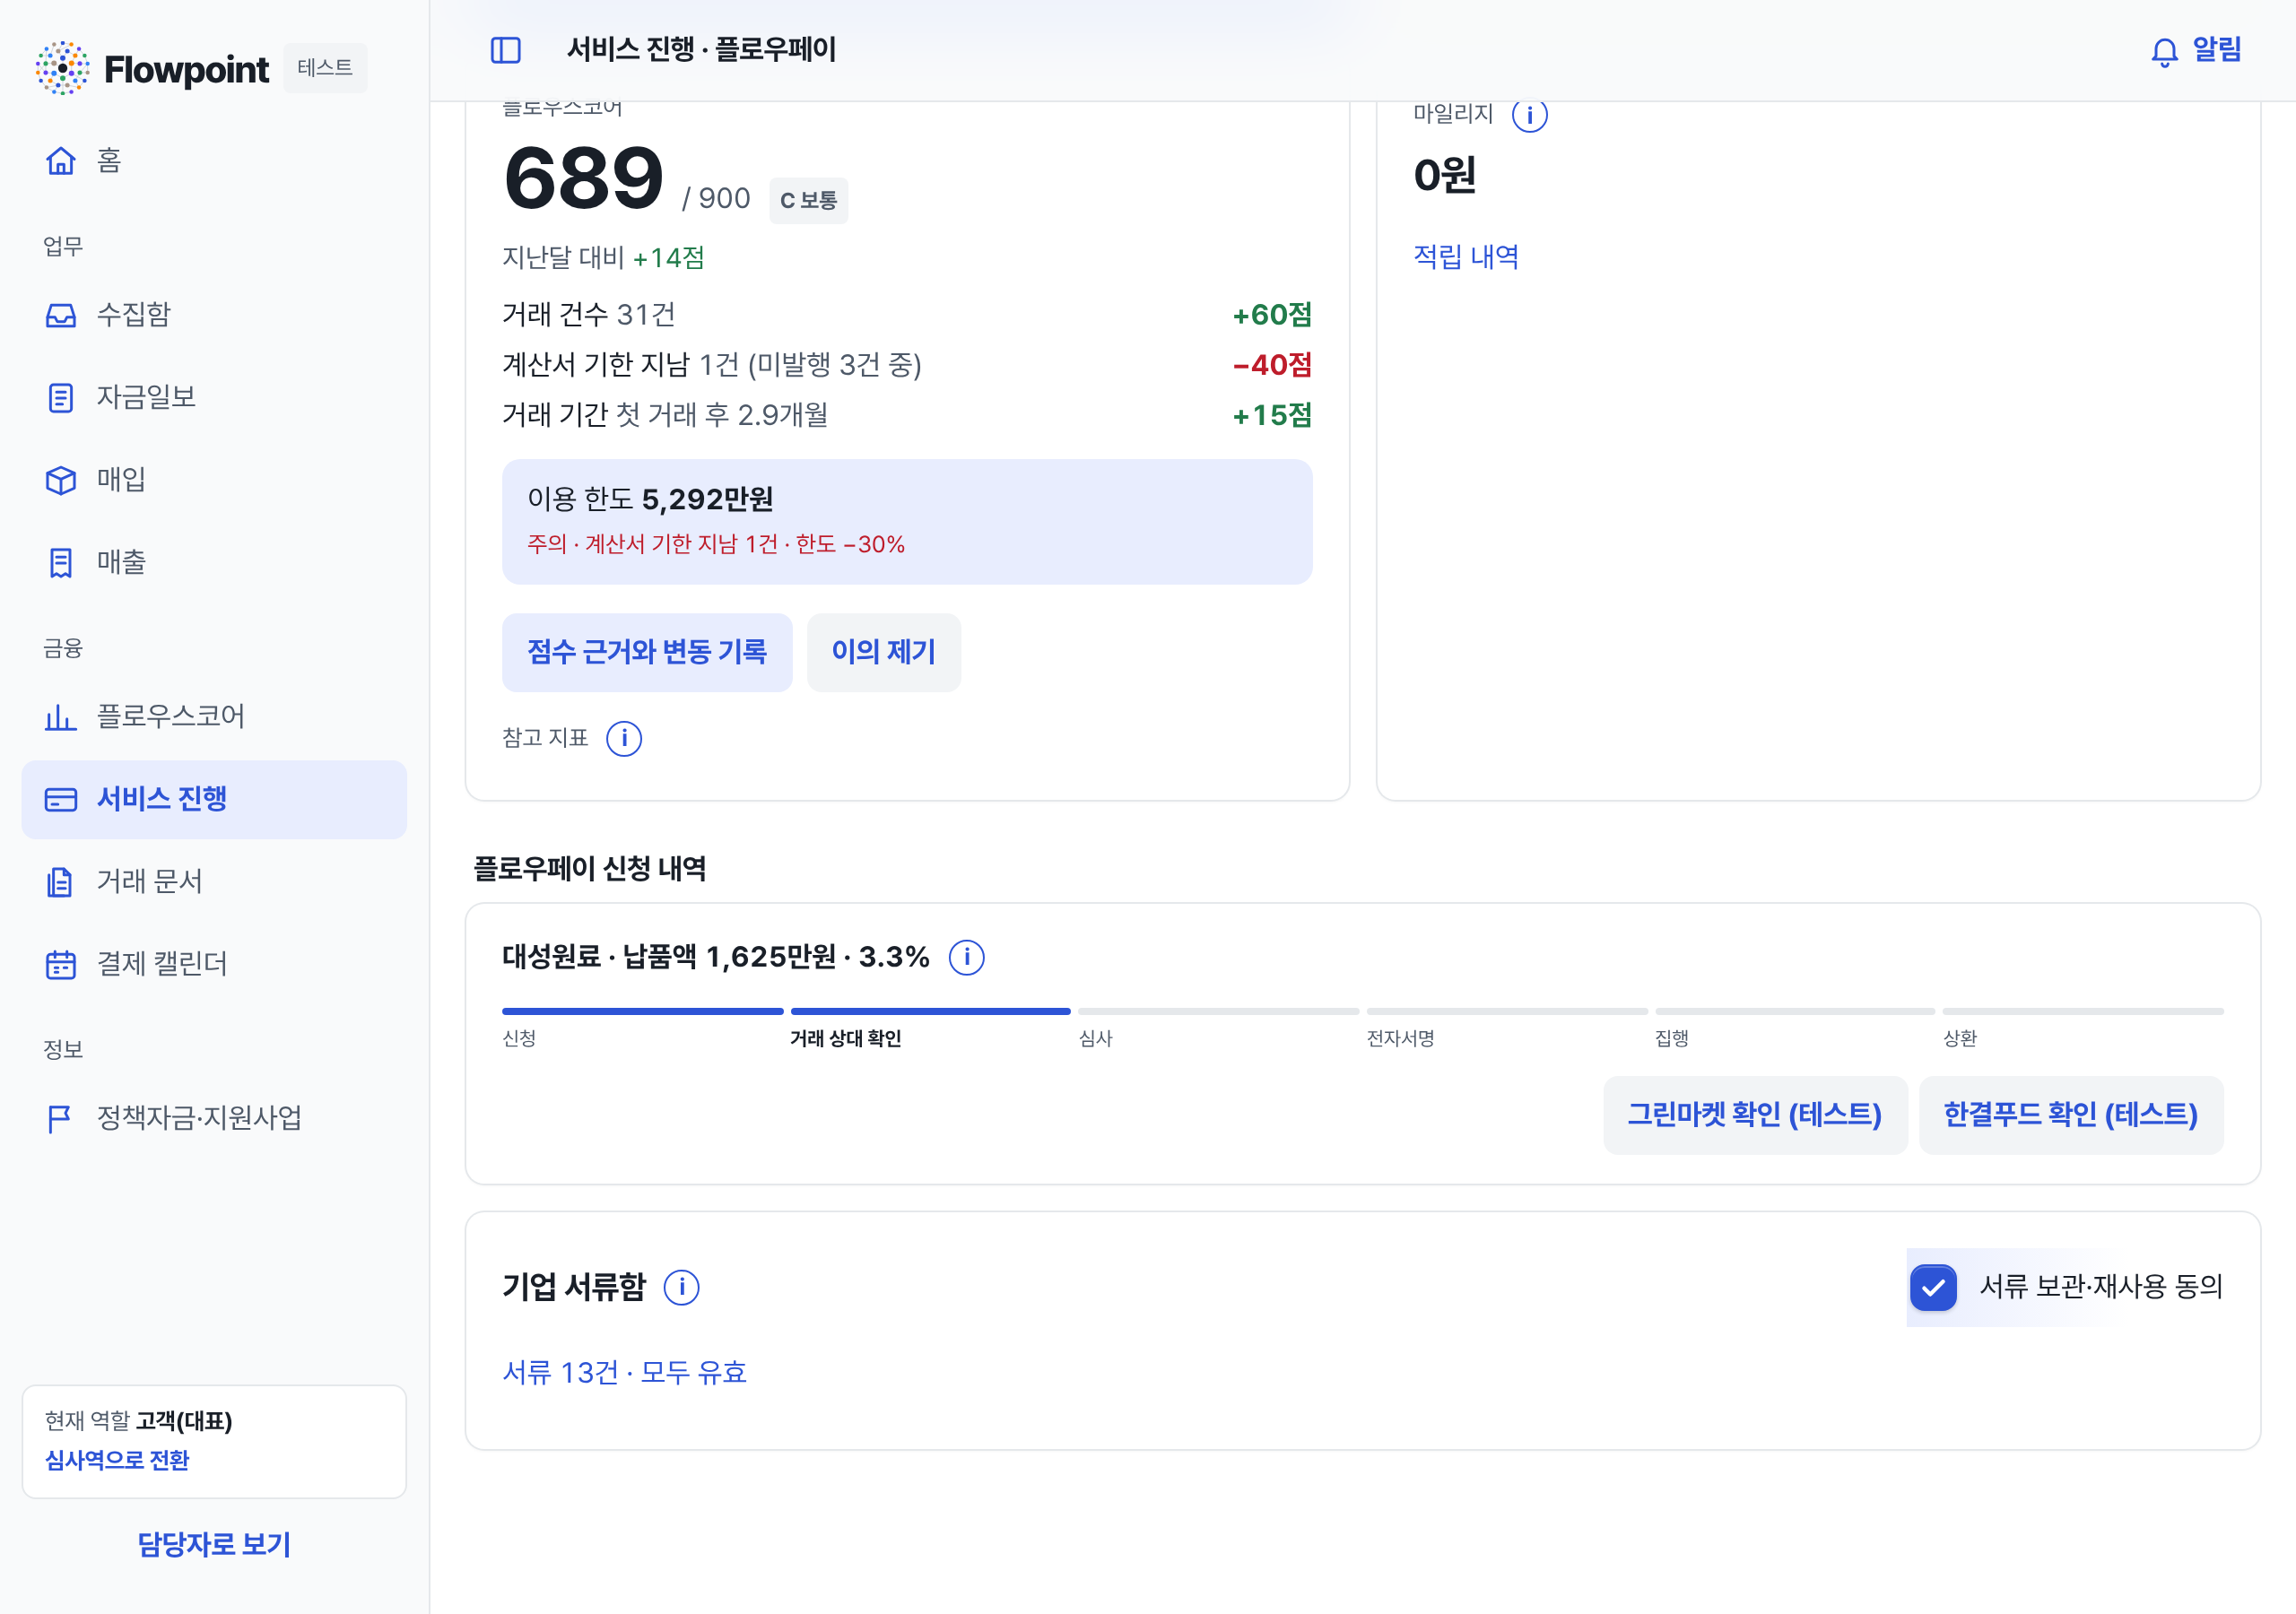 Flowpoint 테스트
홈
업무
수집함
자금일보
매입
매출
금융
플로우스코어
서비스 진행
거래 문서
결제 캘린더
정보
정책자금·지원사업
현재 역할 고객(대표)
심사역으로 전환
담당자로 보기
서비스 진행 · 플로우페이
알림
플로우스코어
689 / 900 C 보통
지난달 대비 +14점
거래 건수 31건 +60점
계산서 기한 지남 1건 (미발행 3건 중) −40점
거래 기간 첫 거래 후 2.9개월 +15점
이용 한도 5,292만원
주의 · 계산서 기한 지남 1건 · 한도 −30%
점수 근거와 변동 기록
이의 제기
참고 지표 i
마일리지 i
0원
적립 내역
플로우페이 신청 내역
대성원료 · 납품액 1,625만원 · 3.3% i
신청 거래 상대 확인 심사 전자서명 집행 상환
그린마켓 확인 (테스트) 한결푸드 확인 (테스트)
기업 서류함 i
서류 보관·재사용 동의
서류 13건 · 모두 유효